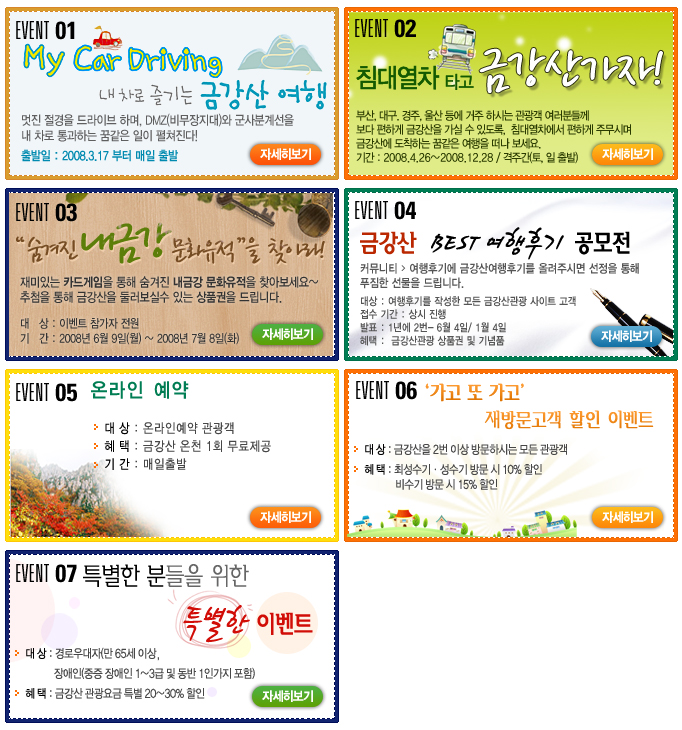 EVENT 01
My Car Driving
내 차로 즐기는 금강산 여행
멋진 절경을 드라이브 하며, DMZ(비무장지대)와 군사분계선을
내 차로 통과하는 꿈같은 일이 펼쳐진다!
출발일 : 2008.3.17 부터 매일 출발
자세히보기
EVENT 02
침대열차 타고 금강산가자!
부산, 대구, 경주, 울산 등에 거주 하시는 관광객 여러분들께
보다 편하게 금강산을 가실 수 있도록, 침대열차에서 편하게 주무시며
금강산에 도착하는 꿈같은 여행을 떠나 보세요.
기간 : 2008.4.26~2008.12.28 / 격주간(토, 일 출발)
자세히보기
EVENT 03
“숨겨진 내금강 문화유적”을 찾아라!
재미있는 카드게임을 통해 숨겨진 내금강 문화유적을 찾아보세요~
추첨을 통해 금강산을 둘러보실수 있는 상품권을 드립니다.
대 상 : 이벤트 참가자 전원
기 간 : 2008년 6월 9일(월) ~ 2008년 7월 8일(화)
자세히보기
EVENT 04
금강산 BEST 여행후기 공모전
커뮤니티 > 여행후기에 금강산여행후기를 올려주시면 선정을 통해
푸짐한 선물을 드립니다.
대상 : 여행후기를 작성한 모든 금강산관광 사이트 고객
접수 기간 : 상시 진행
발표 : 1년에 2번- 6월 4일/ 1월 4일
혜택 : 금강산관광 상품권 및 기념품
자세히보기
EVENT 05 온라인 예약
대 상 : 온라인예약 관광객
혜 택 : 금강산 온천 1회 무료제공
기 간 : 매일출발
자세히보기
EVENT 06 ‘가고 또 가고’
재방문고객 할인 이벤트
대 상 : 금강산을 2번 이상 방문하시는 모든 관광객
혜 택 : 최성수기 · 성수기 방문 시 10% 할인
비수기 방문 시 15% 할인
자세히보기
EVENT 07 특별한 분들을 위한
특별한 이벤트
대 상 : 경로우대자(만 65세 이상,
장애인(중증 장애인 1~3급 및 동반 1인가지 포함)
혜 택 : 금강산 관광요금 특별 20~30% 할인
자세히보기